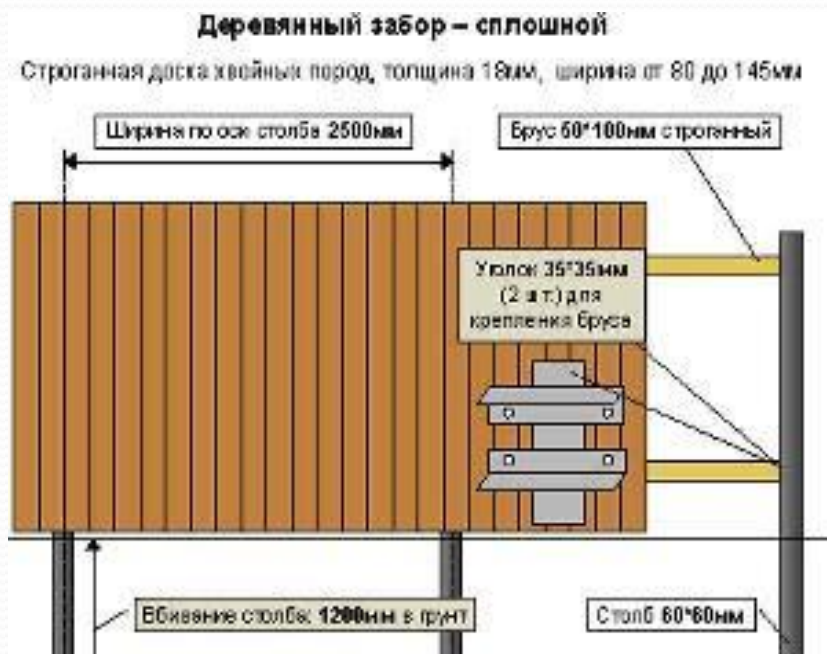 Деревянный забор – сплошной
Строганная доска хвойных пород, толщина 18мм, ширина от 80 до 145мм
Ширина по оси столба 2500мм
Брус 50*100мм строганный
Уголок 35*35мм
(2 шт.) для
крепления бруса
Вбивание столба: 1200мм в грунт
Столб 60*60мм